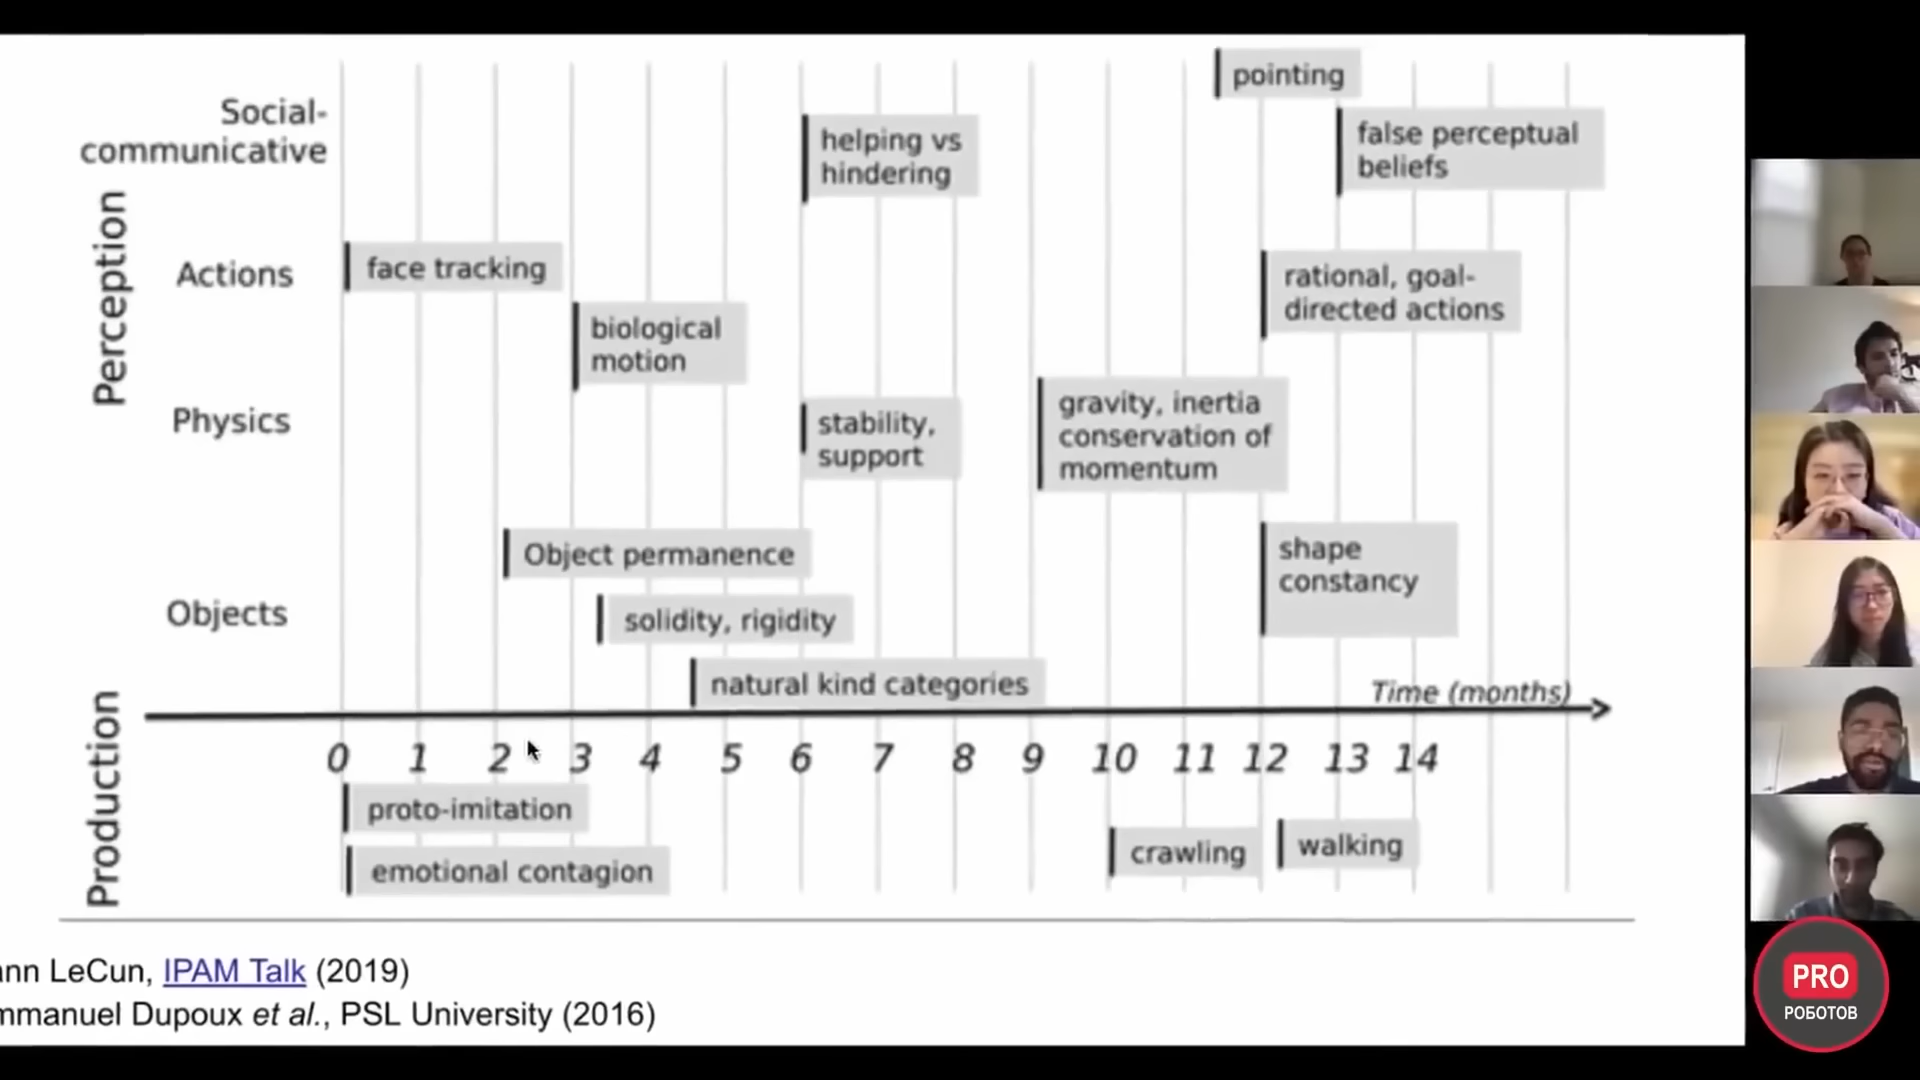 pointing
Social-
communicative
helping vs
hindering
false perceptual
beliefs
Perception
Actions
face tracking
rational, goal-
directed actions
biological
motion
Physics
stability,
support
gravity, inertia
conservation of
momentum
Object permanence
shape
constancy
Objects
solidity, rigidity
natural kind categories
Time (months)
Production
0 1 2 3 4 5 6 7 8 9 10 11 12 13 14
proto-imitation
crawling
walking
emotional contagion
ann LeCun, IPAM Talk (2019)
mmanuel Dupoux et al., PSL University (2016)
PRO
РОБОТОВ